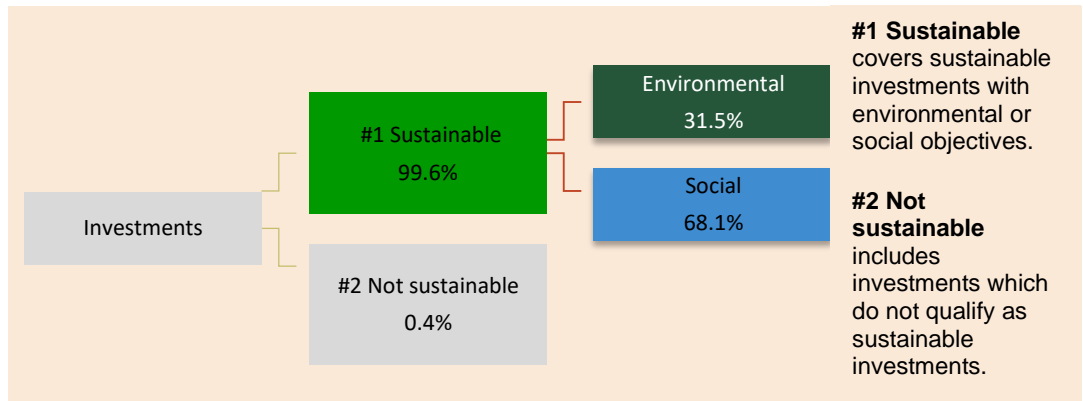 Investments
#1 Sustainable
99.6%
#2 Not sustainable
0.4%
Environmental
31.5%
Social
68.1%
#1 Sustainable
covers sustainable
investments with
environmental or
social objectives.
#2 Not
sustainable
includes
investments which
do not qualify as
sustainable
investments.